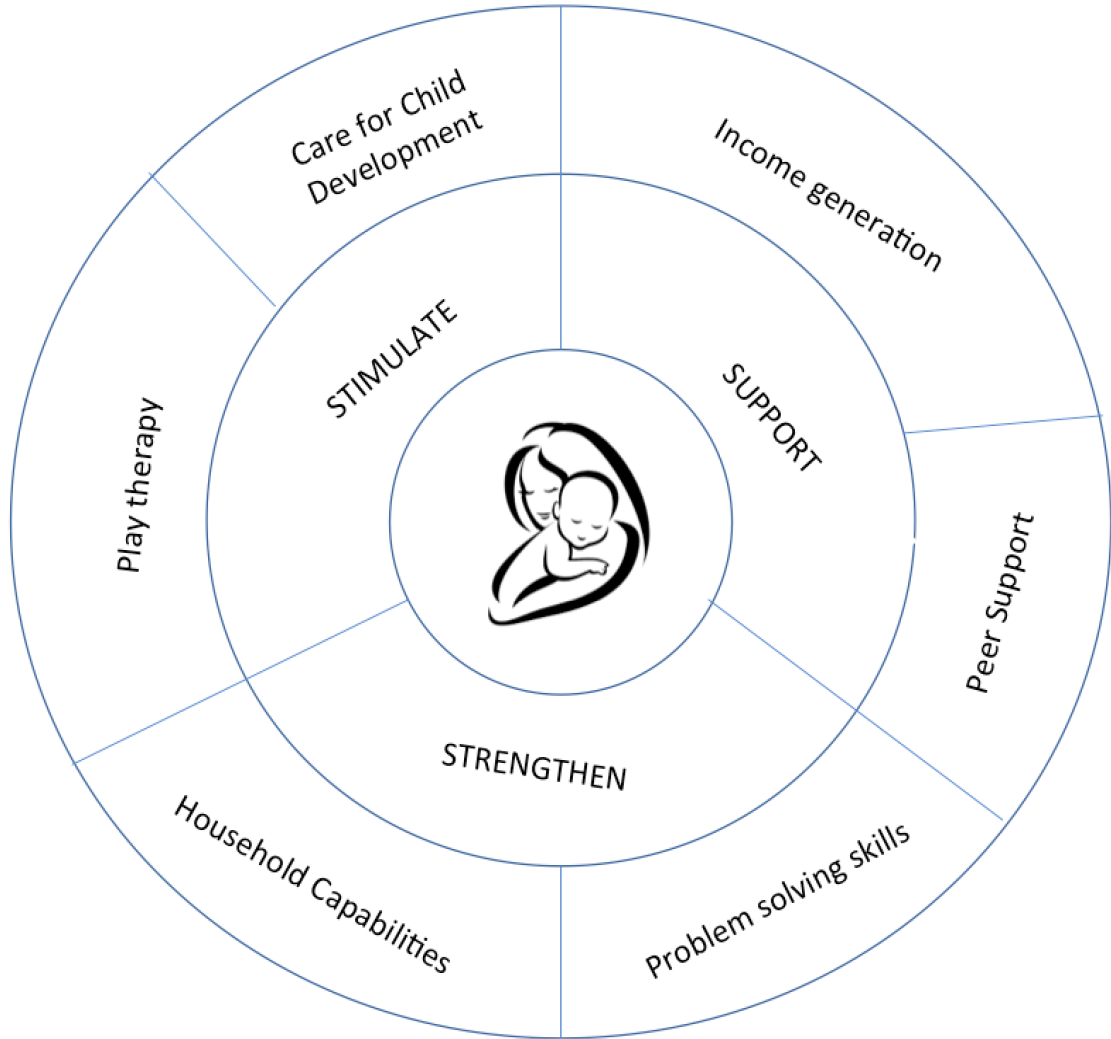 Care for Child
Development
Income generation
STIMULATE
SUPPORT
Play therapy
Peer Support
STRENGTHEN
Household Capabilities
Problem solving skills